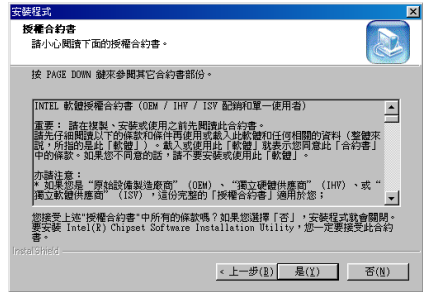 安裝程式
授權合約書
請小心閱讀下面的授權合約書。
按 PAGE DOWN 鍵來參閱其它合約書部份。
INTEL 軟體授權合約書 (OEM / IHV / ISV 配銷和單一使用者)
重要： 請在複製、安裝或使用之前先閱讀此合約書。
請先仔細閱讀以下的條款和條件再使用或載入此軟體和任何相關的資料 (整體來
說，所指的是就「軟體」) 。載入或使用此「軟體」就表示您同意此「合約書」
中的條款。如果您不同意的話，請不要安裝或使用此「軟體」。
亦請注意：
* 如果您是 "原始設備製造廠商" (OEM) 、 "獨立硬體供應商" (IHV) 、或 "
獨立軟體供應商" (ISV) ，這份完整的「授權合約書」適用於您；
您接受上述"授權合約書"中所有的條款嗎？如果您選擇「否」，安裝程式就會關閉。
要安裝 Intel(R) Chipset Software Installation Utility，您一定要接受此合約
書。
InstallShield
< 上一步(B)
是(Y)
否(N)